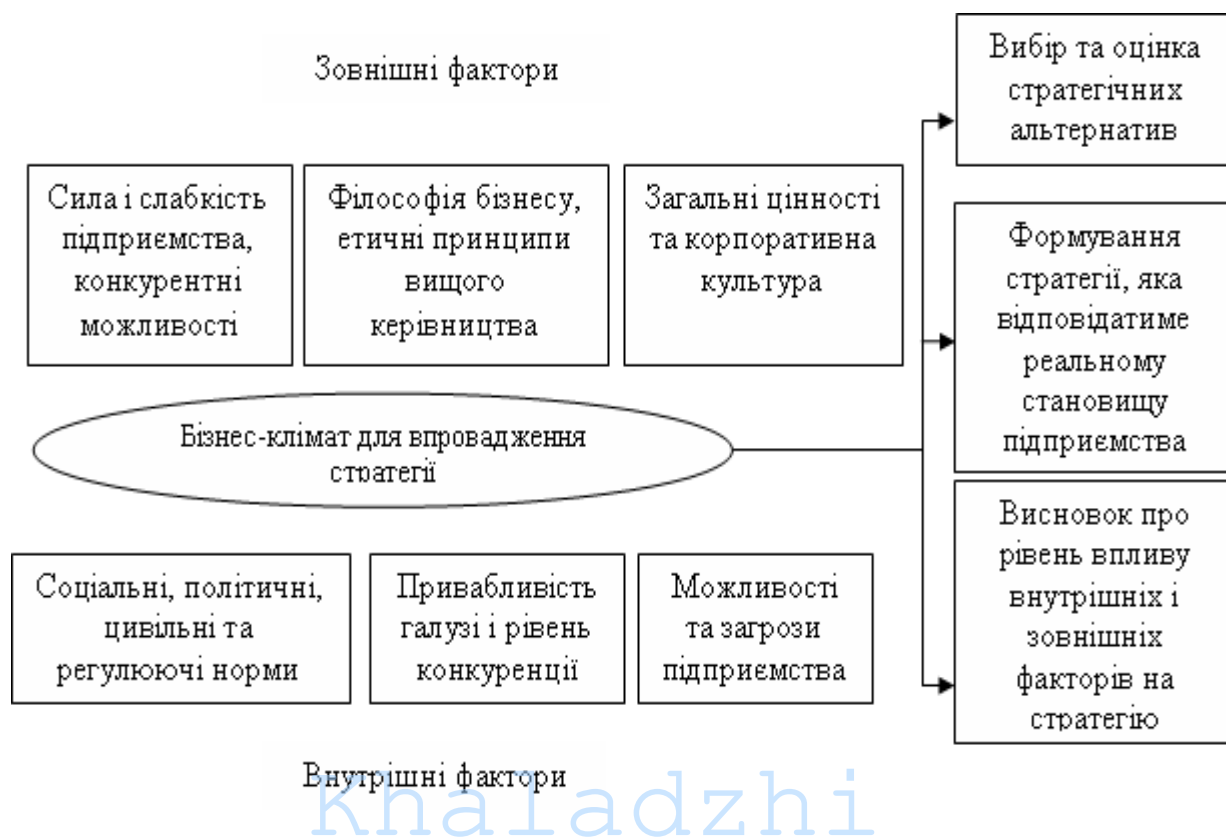 Зовнішні фактори
Сила і слабкість
підприємства,
конкурентні
можливості
Філософія бізнесу,
етичні принципи
вищого
керівництва
Загальні цінності
та корпоративна
культура
Бізнес-клімат для впровадження
стратегії
Соціальні, політичні,
цивільні та
регулюючі норми
Привабливість
галузі і рівень
конкуренції
Можливості
та загрози
підприємства
Внутрішні фактори
Вибір та оцінка
стратегічних
альтернатив
Формування
стратегії, яка
відповідатиме
реальному
становищу
підприємства
Висновок про
рівень впливу
внутрішніх і
зовнішніх
факторів на
стратегію
Khaladzhi